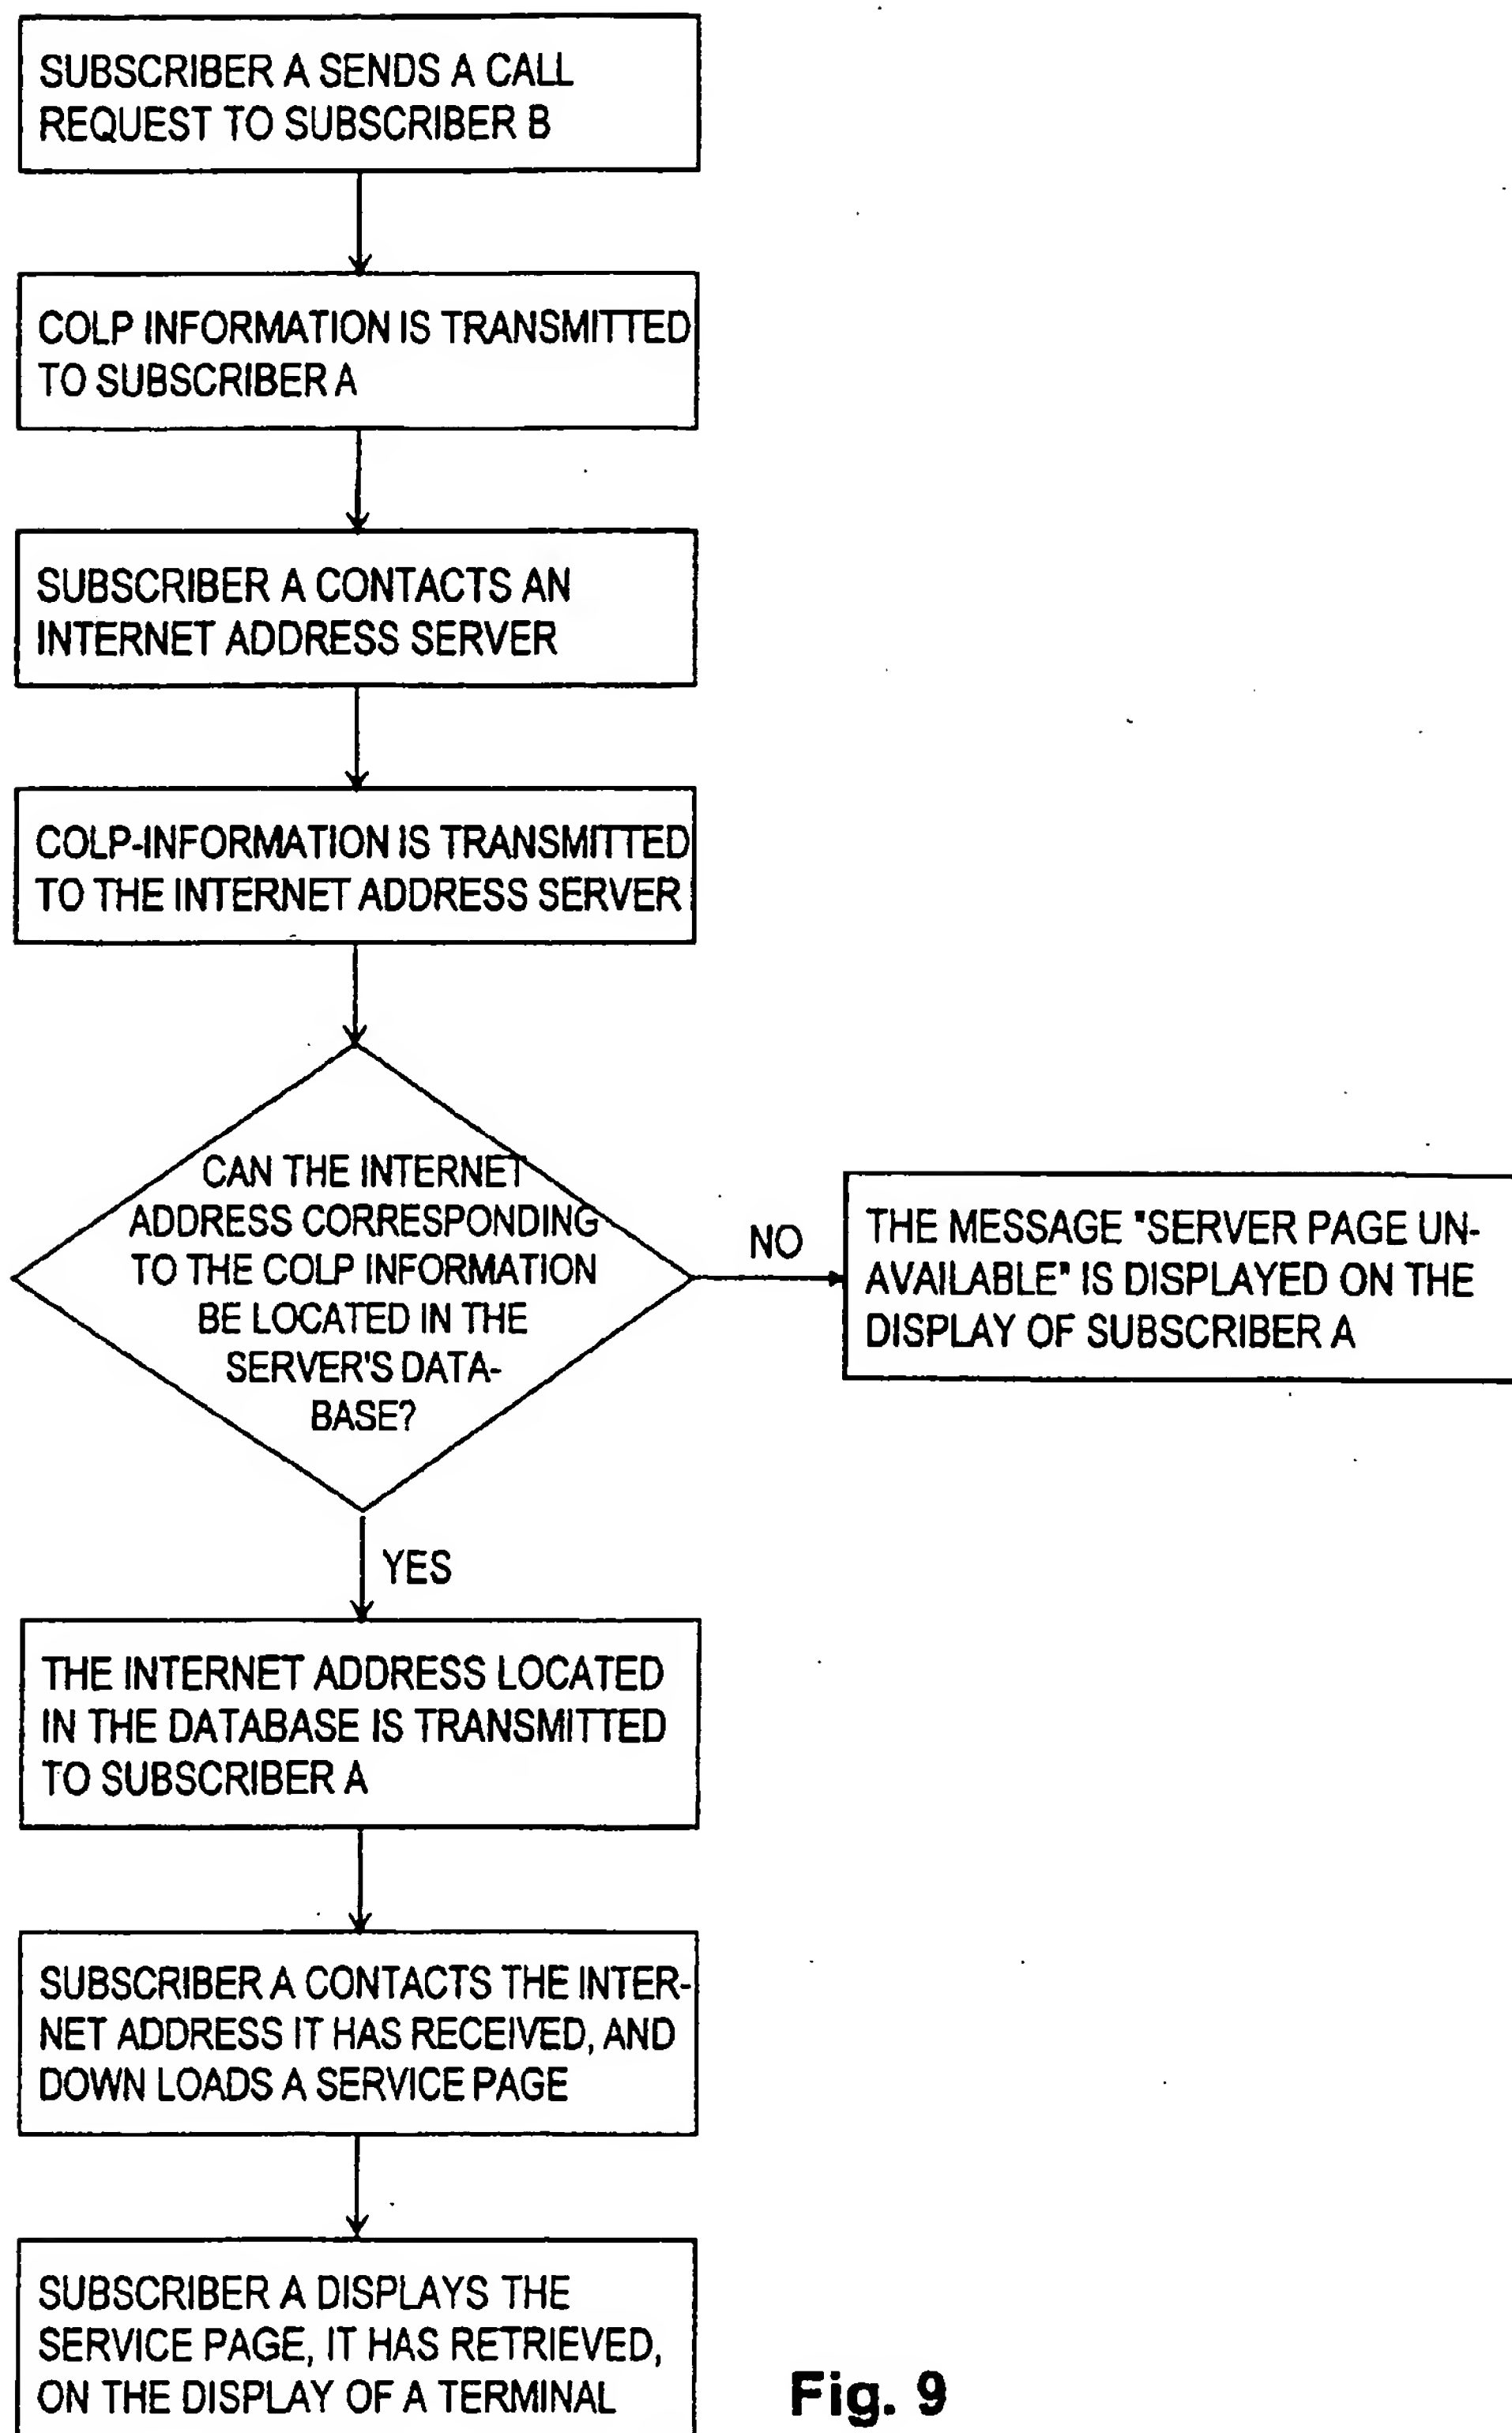 SUBSCRIBER A SENDS A CALL
REQUEST TO SUBSCRIBER B
COLP INFORMATION IS TRANSMITTED
TO SUBSCRIBER A
SUBSCRIBER A CONTACTS AN
INTERNET ADDRESS SERVER
COLP-INFORMATION IS TRANSMITTED
TO THE INTERNET ADDRESS SERVER
CAN THE INTERNET
ADDRESS CORRESPONDING
TO THE COLP INFORMATION
BE LOCATED IN THE
SERVER'S DATA-
BASE?
NO
THE MESSAGE "SERVER PAGE UN-
AVAILABLE" IS DISPLAYED ON THE
DISPLAY OF SUBSCRIBER A
YES
THE INTERNET ADDRESS LOCATED
IN THE DATABASE IS TRANSMITTED
TO SUBSCRIBER A
SUBSCRIBER A CONTACTS THE INTER-
NET ADDRESS IT HAS RECEIVED, AND
DOWN LOADS A SERVICE PAGE
SUBSCRIBER A DISPLAYS THE
SERVICE PAGE, IT HAS RETRIEVED,
ON THE DISPLAY OF A TERMINAL
Fig. 9